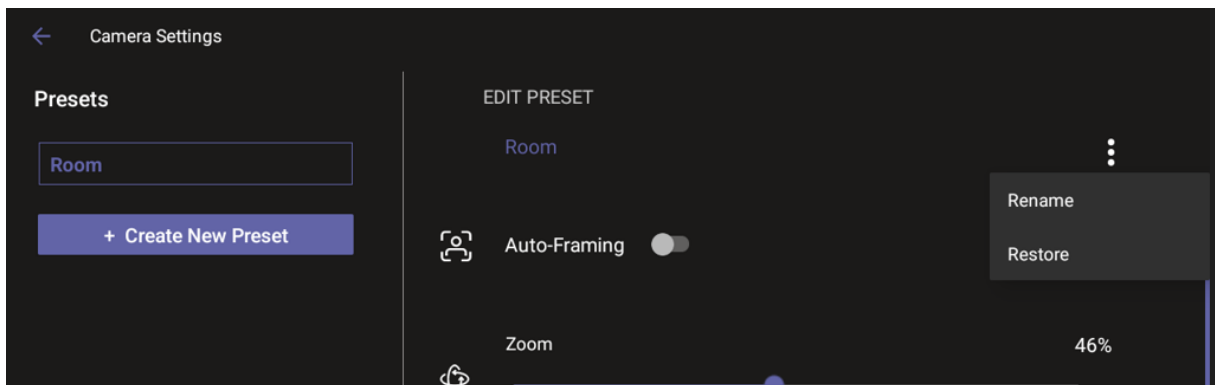 Camera Settings
Presets
Room
+ Create New Preset
EDIT PRESET
Room
Rename
Restore
Auto-Framing
Zoom
46%